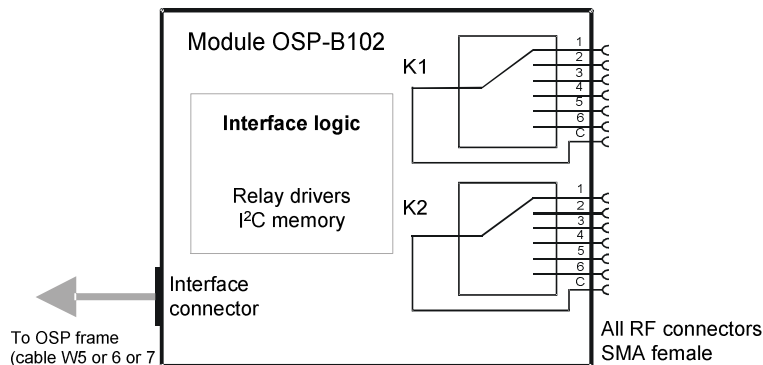 Module OSP-B102
K1
1
2
3
4
5
6
C
Interface logic
Relay drivers
I²C memory
K2
1
2
3
4
5
6
C
Interface
connector
To OSP frame
(cable W5 or 6 or 7
All RF connectors
SMA female